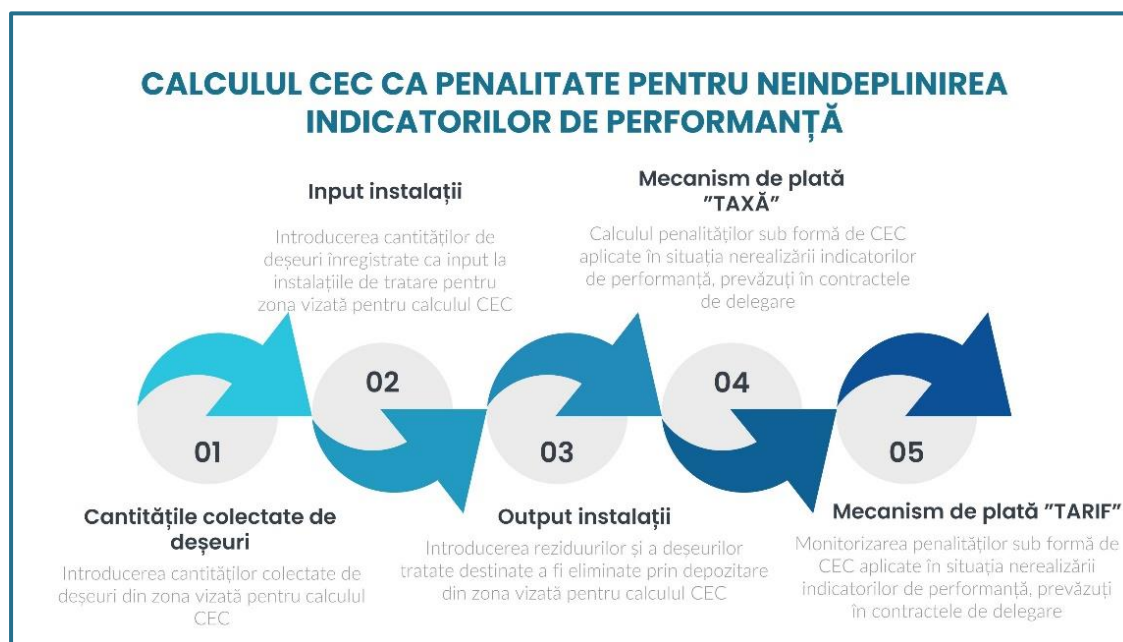 CALCULUL CEC CA PENALITATE PENTRU NEINDEPLINIREA
INDICATORILOR DE PERFORMANȚĂ
01
Cantitățile colectate de
deșeuri
Introducerea cantităților colectate de
deșeuri din zona vizată pentru calculul
CEC
Input instalații
Introducerea cantităților de
deșeuri înregistrate ca input la
instalațiile de tratare pentru
zona vizată pentru calculul CEC
02
03
Output instalații
Introducerea reziduurilor și a deșeurilor
tratate destinate a fi eliminate prin depozitare
din zona vizată pentru calculul CEC
Mecanism de plată
”TAXĂ”
Calculul penalităților sub formă de CEC
aplicate în situația nerealizării indicatorilor
de performanță, prevăzuți în contractele
de delegare
04
05
Mecanism de plată ”TARIF”
Monitorizarea penalităților sub formă de
CEC aplicate în situația nerealizării
indicatorilor de performanță, prevăzuți
în contractele de delegare